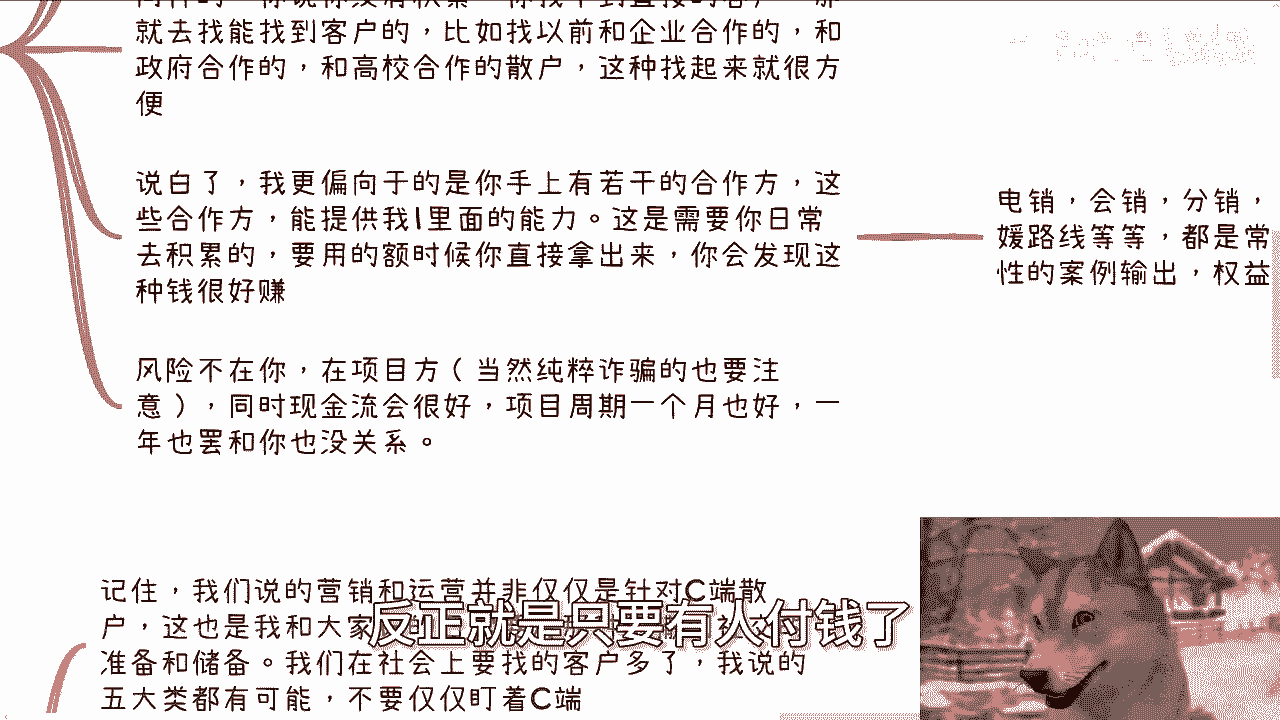 就去找能找到客户的，比如找以前和企业合作的，和
政府合作的，和高校合作的散户，这种找起来就很方
便
说白了，我更偏向于的是你手上有若干的合作方，这
些合作方，能提供我1里面的能力。这是需要你日常
去积累的，要用的额时候你直接拿出来，你会发现这
种钱很好赚
电销，会销，分销，
媛路线等等，都是常
性的案例输出，权益
风险不在你，在项目方（当然纯粹诈骗的也要注
意），同时现金流会很好，项目周期一个月也好，一
年也罢和你也没关系。
记住，我们说的营销和运营并非仅仅是针对C端散
户，这也是我和大家
准备和储备。我们在社会上要找的客户多了，我说的
五大类都有可能，不要仅仅盯着C端
反正就是只要有人付钱了